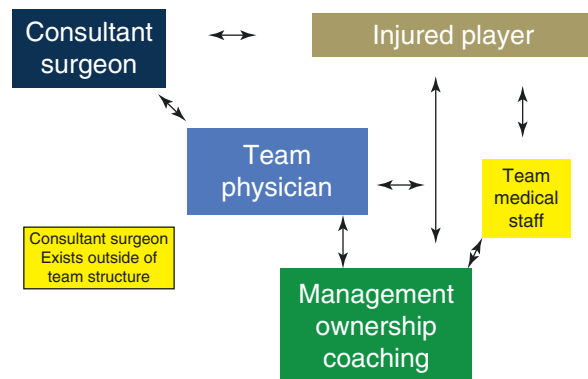 Consultant
surgeon
Injured player
Team
physician
Team
medical
staff
Consultant surgeon
Exists outside of
team structure
Management
ownership
coaching